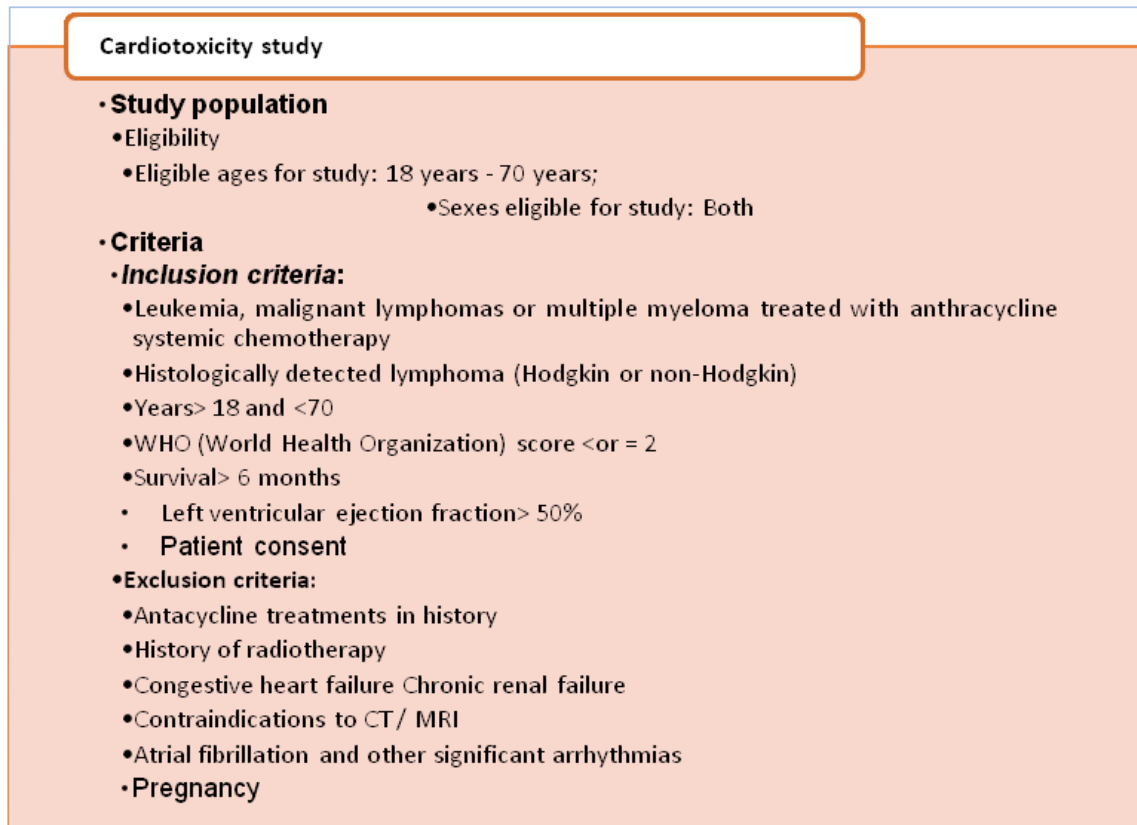 Cardiotoxicity study
• Study population
•Eligibility
•Eligible ages for study: 18 years - 70 years;
•Sexes eligible for study: Both
• Criteria
• Inclusion criteria:
•Leukemia, malignant lymphomas or multiple myeloma treated with anthracycline
systemic chemotherapy
•Histologically detected lymphoma (Hodgkin or non-Hodgkin)
•Years> 18 and <70
•WHO (World Health Organization) score <or = 2
•Survival> 6 months
• Left ventricular ejection fraction> 50%
• Patient consent
•Exclusion criteria:
•Antacycline treatments in history
•History of radiotherapy
•Congestive heart failure Chronic renal failure
•Contraindications to CT/ MRI
•Atrial fibrillation and other significant arrhythmias
• Pregnancy